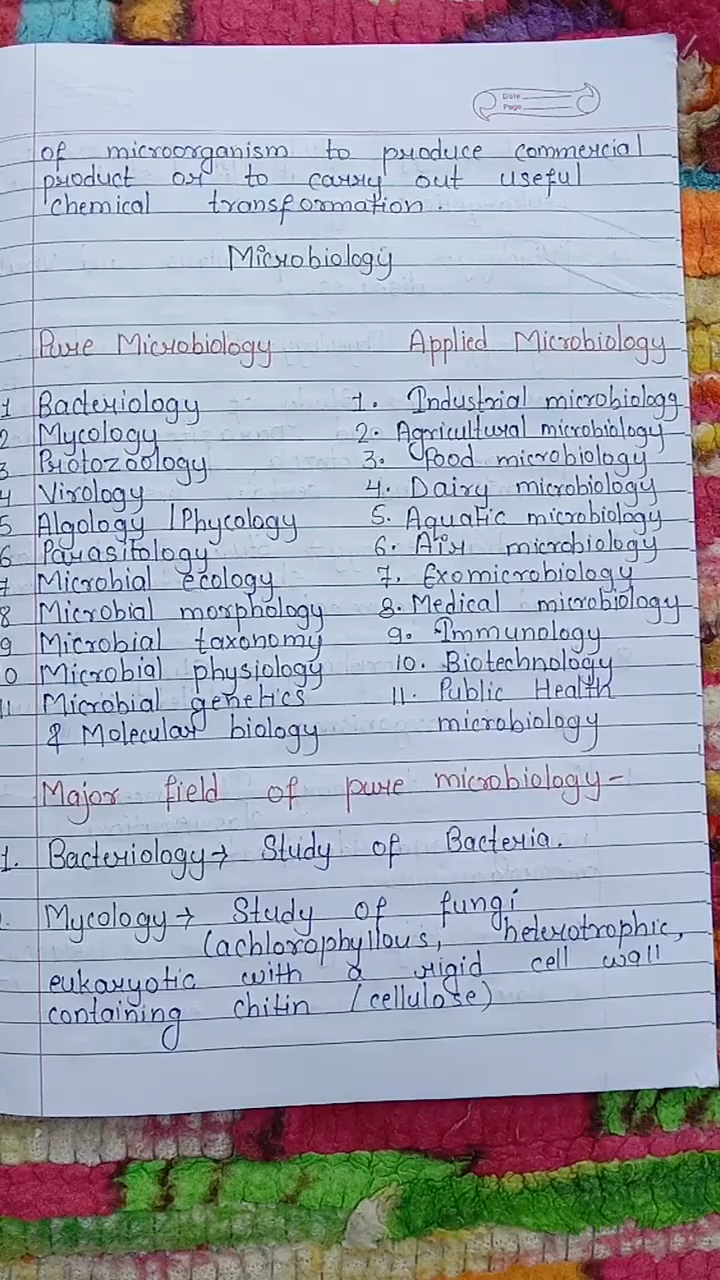 Date
Page
of microorganism to produce commercial
product or to carry out useful
chemical transformation.
Microbiology
Pure Microbiology Applied Microbiology
1 Bacteriology 1. Industrial microbiology
2 Mycology 2. Agricultural microbiology
3 Protozoology 3. food microbiology
4 Virology 4. Dairy microbiology
5 Algology / Phycology 5. Aquatic microbiology
6 Parasitology 6. Air microbiology
7 Microbial ecology 7. Exomicrobiology
8 Microbial morphology 8. Medical microbiology
9 Microbial taxonomy 9. Immunology
0 Microbial physiology 10. Biotechnology
11 Microbial genetics 11. Public Health
& Molecular biology microbiology
Major field of pure microbiology-
1. Bacteriology → Study of Bacteria.
Mycology → Study of fungi
(achlorophyllous, heterotrophic,
eukaryotic with a rigid cell wall
containing chitin (cellulose)